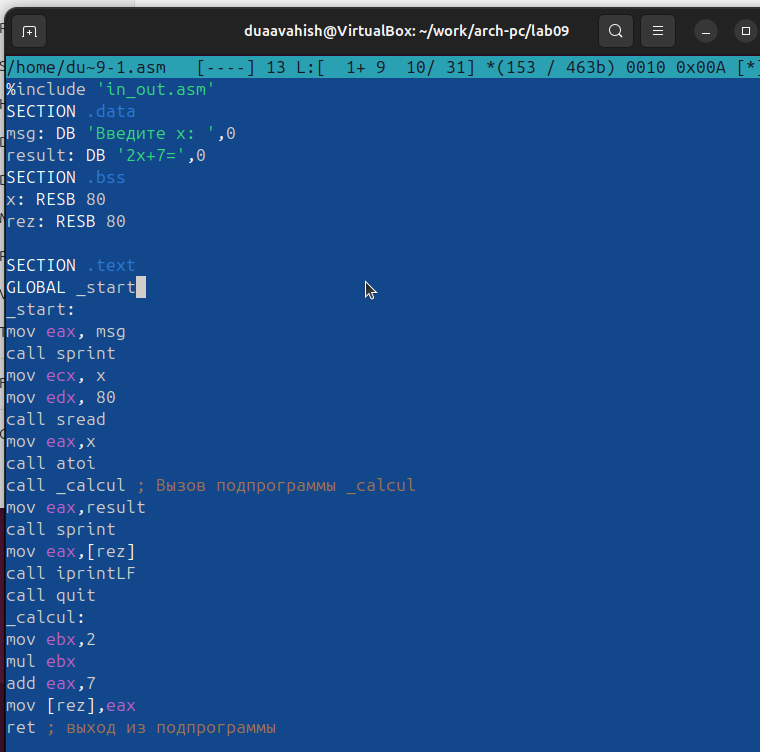 duaavahish@VirtualBox: ~/work/arch-pc/lab09
/home/du~9-1.asm   [----] 13 L:[  1+ 9  10/ 31] *(153 / 463b) 0010 0x00A [*]
%include 'in_out.asm'
SECTION .data
msg: DB 'Введите x: ',0
result: DB '2x+7=',0
SECTION .bss
x: RESB 80
rez: RESB 80

SECTION .text
GLOBAL _start
_start:
mov eax, msg
call sprint
mov ecx, x
mov edx, 80
call sread
mov eax,x
call atoi
call _calcul ; Вызов подпрограммы _calcul
mov eax,result
call sprint
mov eax,[rez]
call iprintLF
call quit
_calcul:
mov ebx,2
mul ebx
add eax,7
mov [rez],eax
ret ; выход из подпрограммы